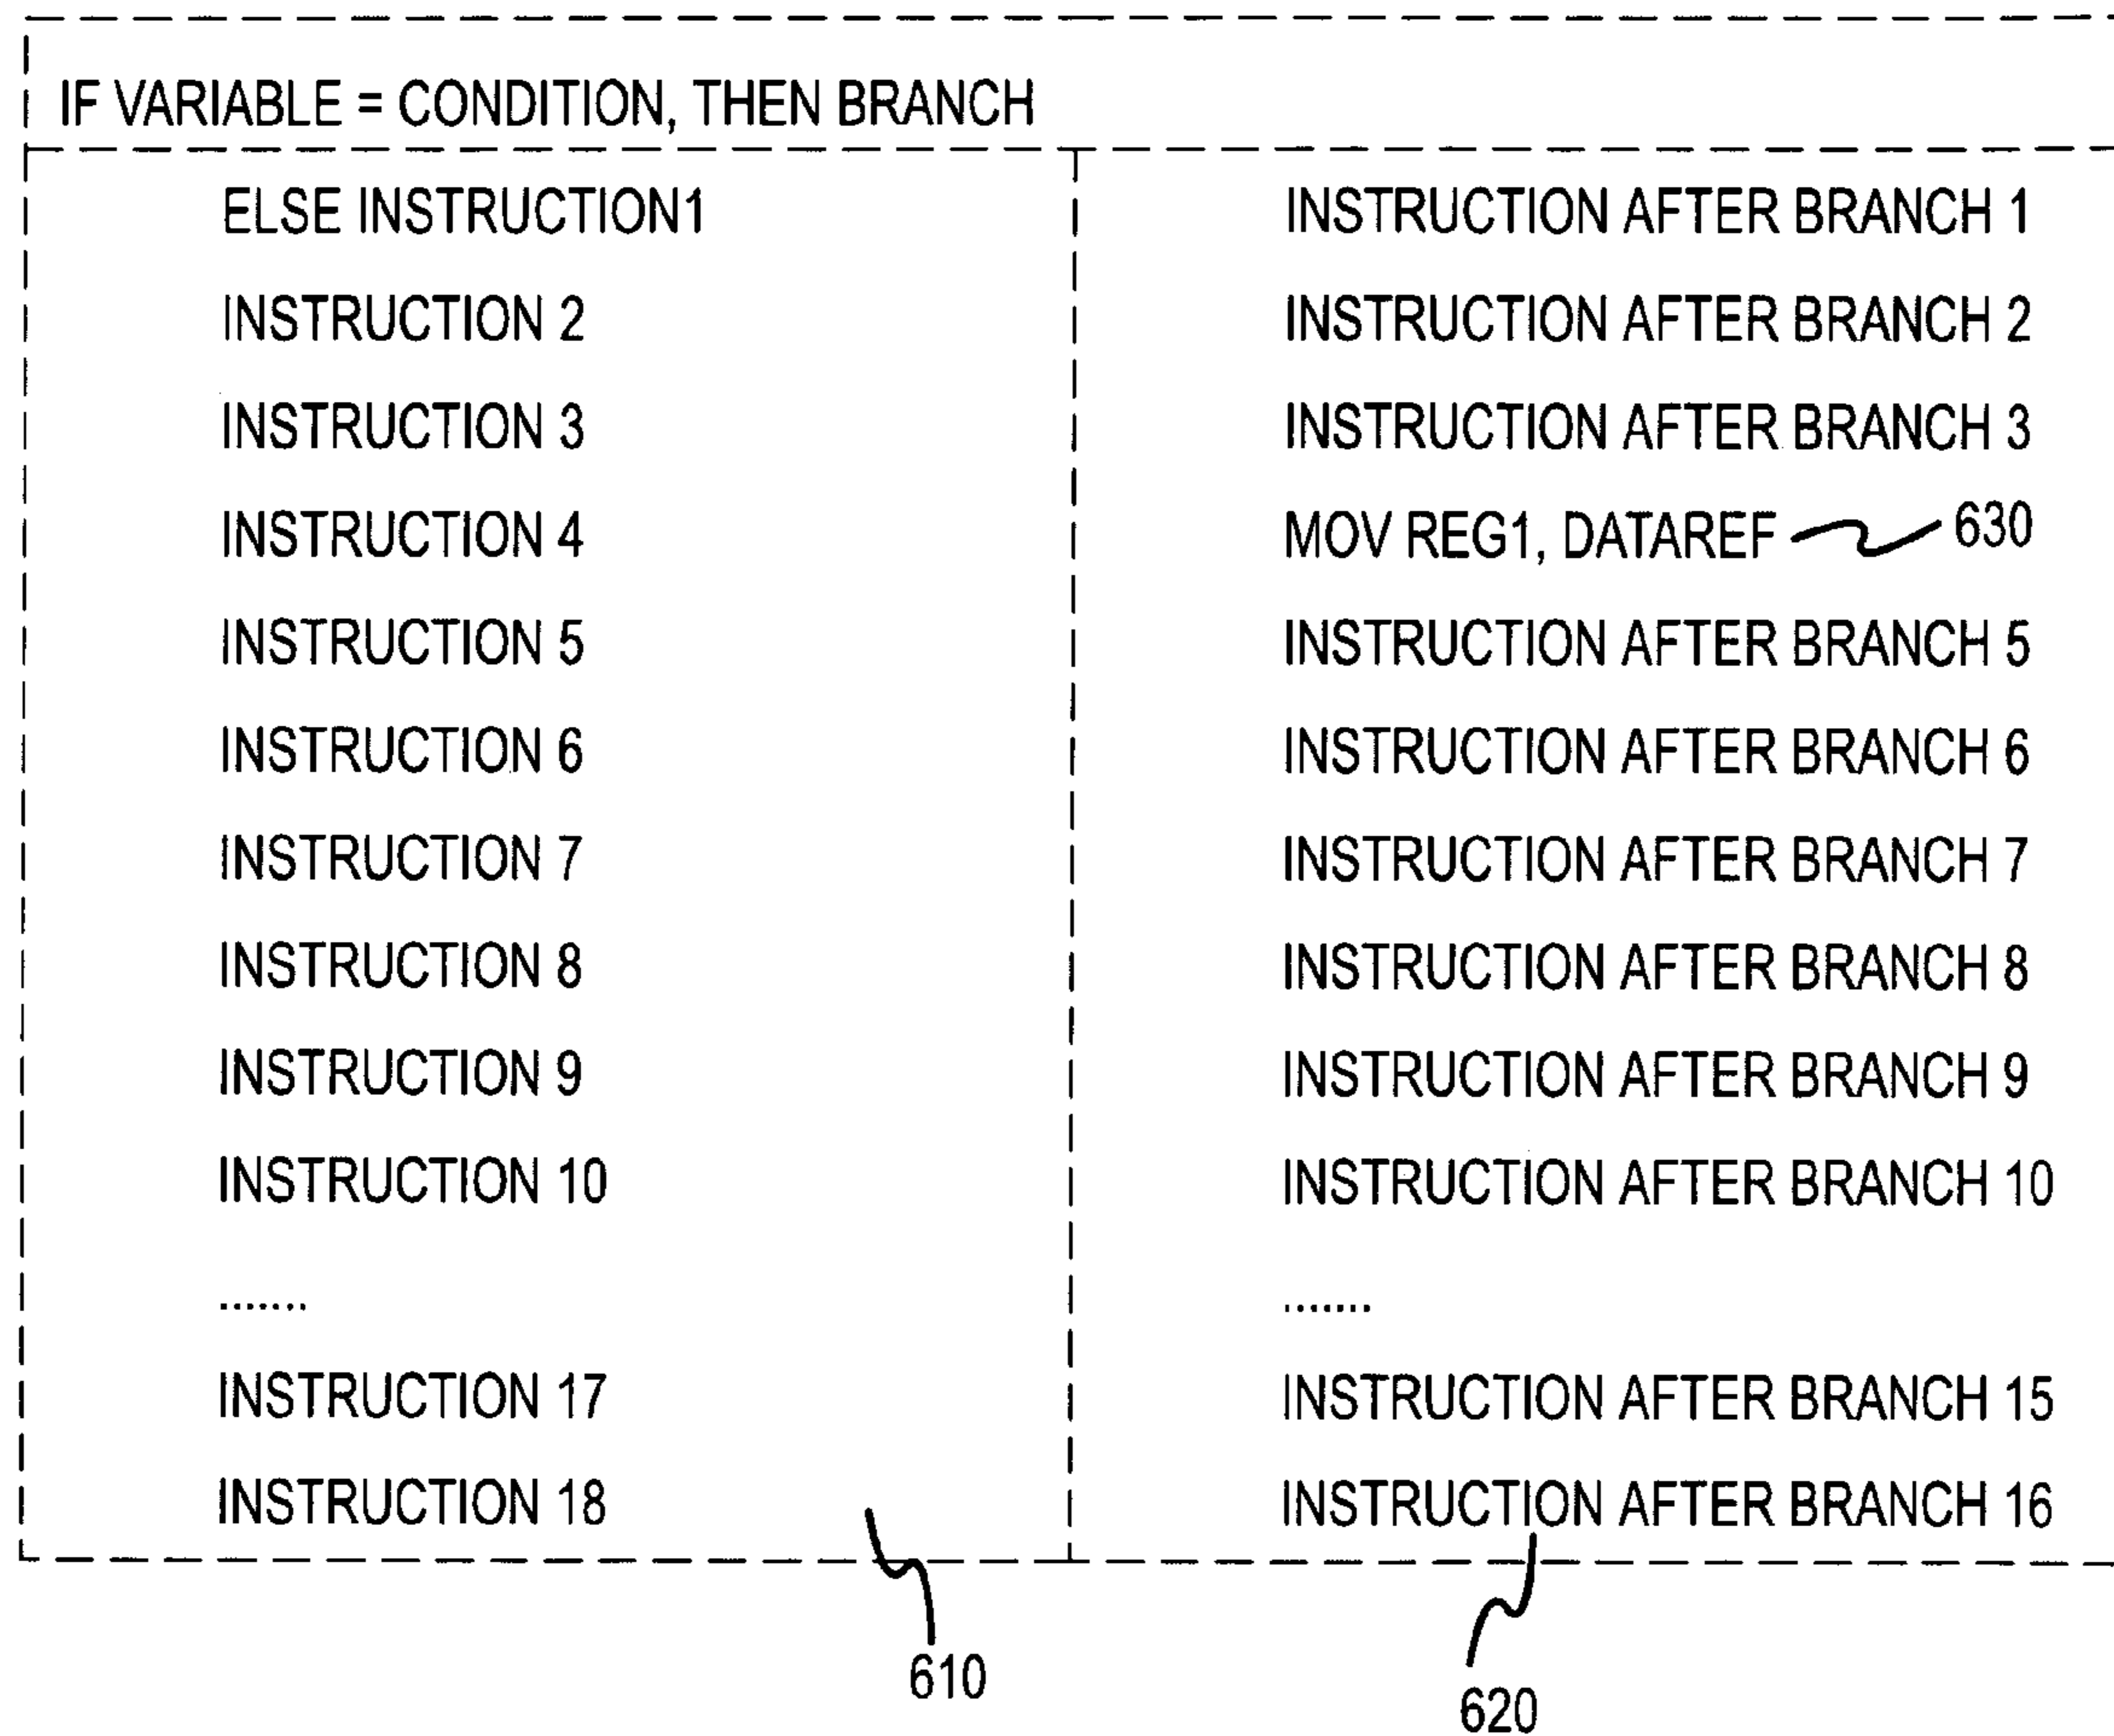 IF VARIABLE = CONDITION, THEN BRANCH
ELSE INSTRUCTION1
INSTRUCTION 2
INSTRUCTION 3
INSTRUCTION 4
INSTRUCTION 5
INSTRUCTION 6
INSTRUCTION 7
INSTRUCTION 8
INSTRUCTION 9
INSTRUCTION 10
.......
INSTRUCTION 17
INSTRUCTION 18
610
INSTRUCTION AFTER BRANCH 1
INSTRUCTION AFTER BRANCH 2
INSTRUCTION AFTER BRANCH 3
MOV REG1, DATAREF 630
INSTRUCTION AFTER BRANCH 5
INSTRUCTION AFTER BRANCH 6
INSTRUCTION AFTER BRANCH 7
INSTRUCTION AFTER BRANCH 8
INSTRUCTION AFTER BRANCH 9
INSTRUCTION AFTER BRANCH 10
.......
INSTRUCTION AFTER BRANCH 15
INSTRUCTION AFTER BRANCH 16
620